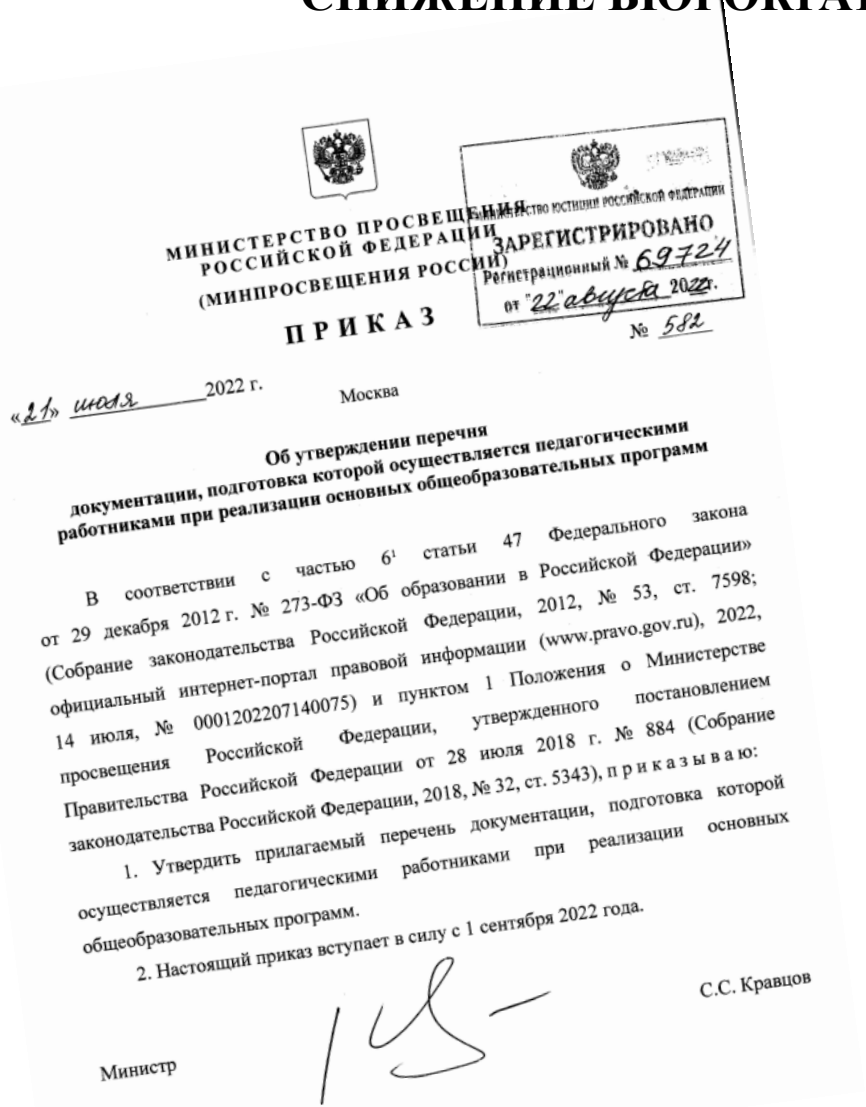 СНИЖЕНИЕ БЮРОКРАТ
МИНИСТЕРСТВО ПРОСВЕЩЕНИЯ
РОССИЙСКОЙ ФЕДЕРАЦИИ
(МИНПРОСВЕЩЕНИЯ РОССИИ)
ПРИКАЗ
МИНИСТЕРСТВО ЮСТИЦИИ РОССИЙСКОЙ ФЕДЕРАЦИИ
ЗАРЕГИСТРИРОВАНО
Регистрационный № 69724
от "22" августа 2022г.
№ 582
«21» июля 2022 г.
Москва
Об утверждении перечня
документации, подготовка которой осуществляется педагогическими
работниками при реализации основных общеобразовательных программ
В соответствии с частью 6¹ статьи 47 Федерального закона
от 29 декабря 2012 г. № 273-ФЗ «Об образовании в Российской Федерации»
(Собрание законодательства Российской Федерации, 2012, № 53, ст. 7598;
официальный интернет-портал правовой информации (www.pravo.gov.ru), 2022,
14 июля, № 0001202207140075) и пунктом 1 Положения о Министерстве
просвещения Российской Федерации, утвержденного постановлением
Правительства Российской Федерации от 28 июля 2018 г. № 884 (Собрание
законодательства Российской Федерации, 2018, № 32, ст. 5343), п р и к а з ы в а ю:
1. Утвердить прилагаемый перечень документации, подготовка которой
осуществляется педагогическими работниками при реализации основных
общеобразовательных программ.
2. Настоящий приказ вступает в силу с 1 сентября 2022 года.
Министр
С.С. Кравцов